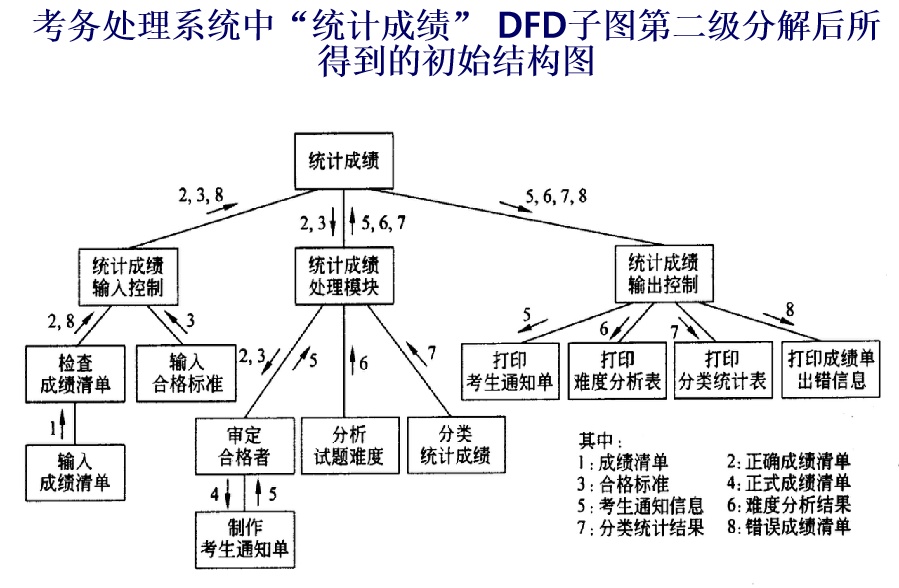 考务处理系统中“统计成绩” DFD子图第二级分解后所
得到的初始结构图
统计成绩
2, 3, 8
2, 3
5, 6, 7
5, 6, 7, 8
统计成绩
输入控制
统计成绩
处理模块
统计成绩
输出控制
2, 8
3
2, 3
5
6
7
5
6
7
8
检查
成绩清单
输入
合格标准
打印
考生通知单
打印
难度分析表
打印
分类统计表
打印成绩单
出错信息
1
审定
合格者
分析
试题难度
分类
统计成绩
输入
成绩清单
4
5
制作
考生通知单
其中:
1: 成绩清单 2: 正确成绩清单
3: 合格标准 4: 正式成绩清单
5: 考生通知信息 6: 难度分析结果
7: 分类统计结果 8: 错误成绩清单